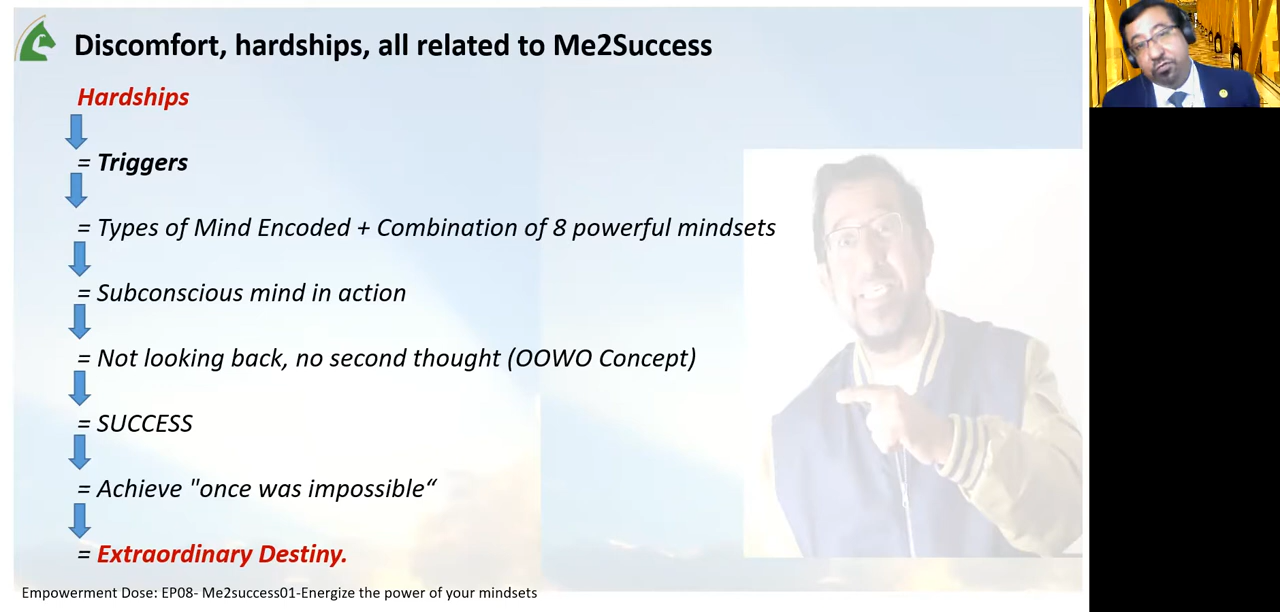 Discomfort, hardships, all related to Me2Success
Hardships
= Triggers
= Types of Mind Encoded + Combination of 8 powerful mindsets
= Subconscious mind in action
= Not looking back, no second thought (OOWO Concept)
= SUCCESS
= Achieve "once was impossible“
= Extraordinary Destiny.
Empowerment Dose: EP08- Me2success01-Energize the power of your mindsets